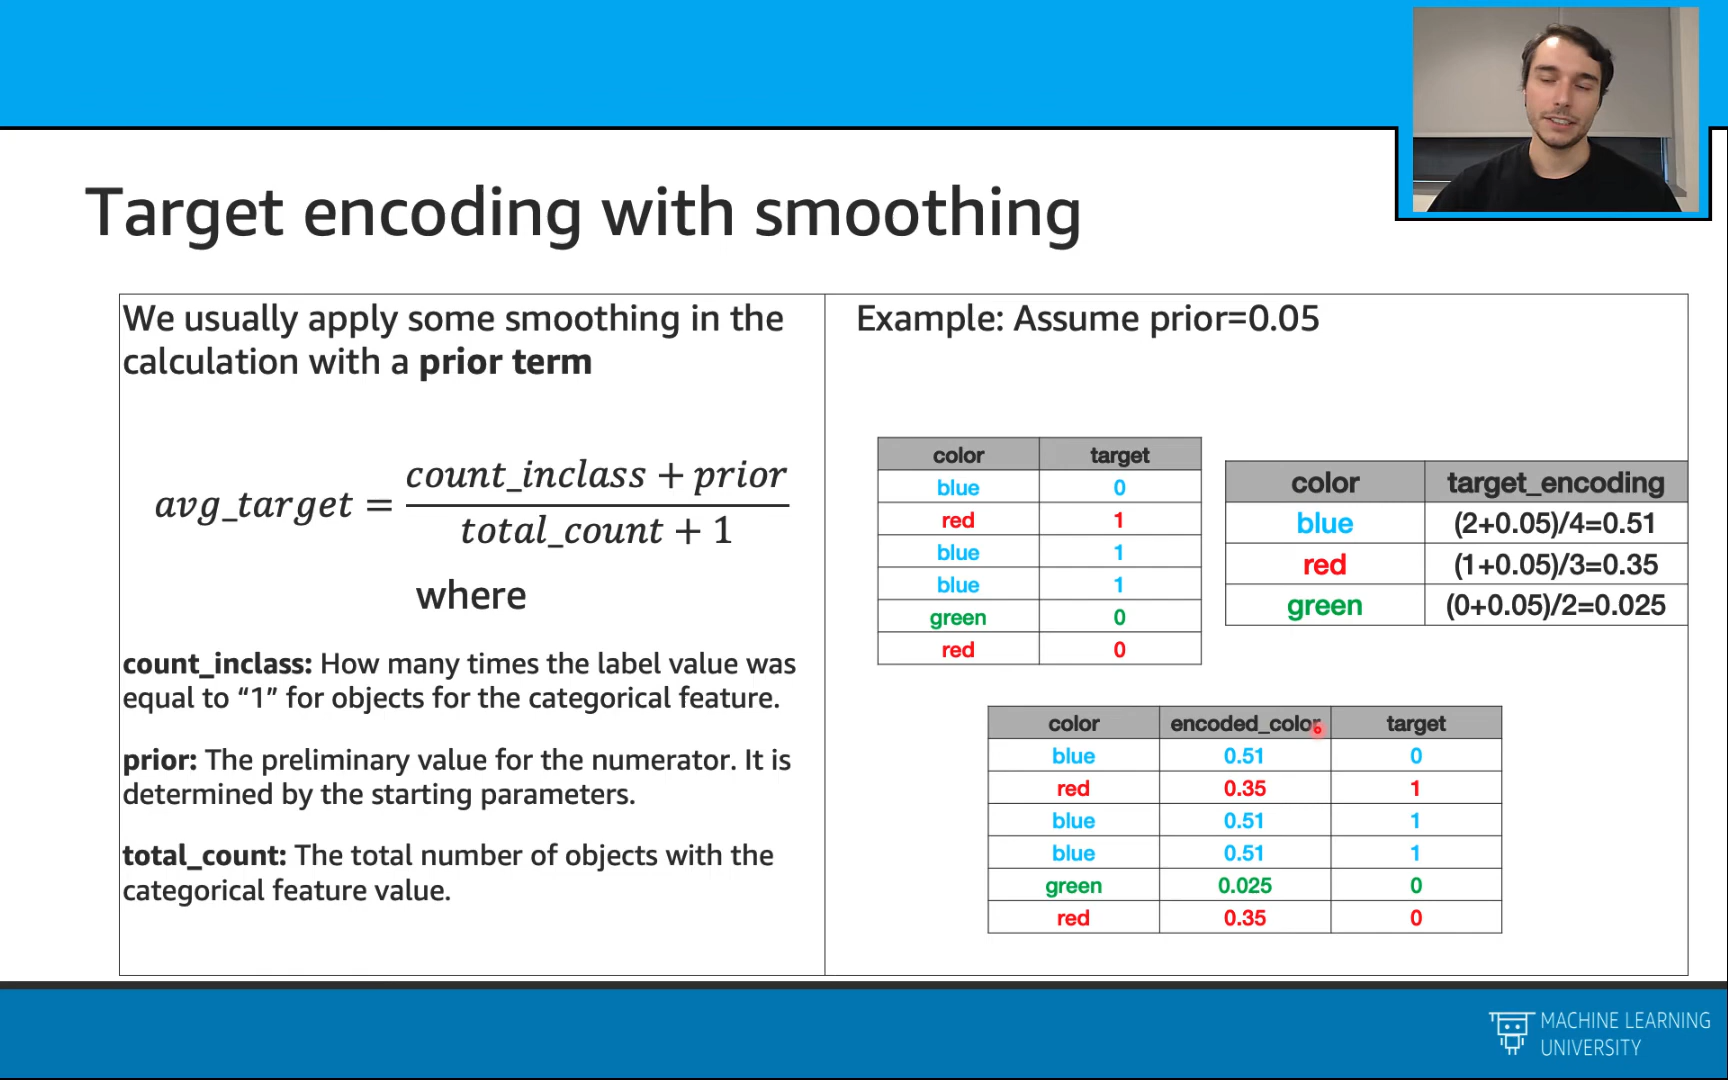 Target encoding with smoothing
We usually apply some smoothing in the
calculation with a prior term
avg_target = (count_inclass + prior) / (total_count + 1)
where
count_inclass: How many times the label value was
equal to “1” for objects for the categorical feature.
prior: The preliminary value for the numerator. It is
determined by the starting parameters.
total_count: The total number of objects with the
categorical feature value.
Example: Assume prior=0.05
color target
blue 0
red 1
blue 1
blue 1
green 0
red 0
color target_encoding
blue (2+0.05)/4=0.51
red (1+0.05)/3=0.35
green (0+0.05)/2=0.025
color encoded_color target
blue 0.51 0
red 0.35 1
blue 0.51 1
blue 0.51 1
green 0.025 0
red 0.35 0
MACHINE LEARNING
UNIVERSITY